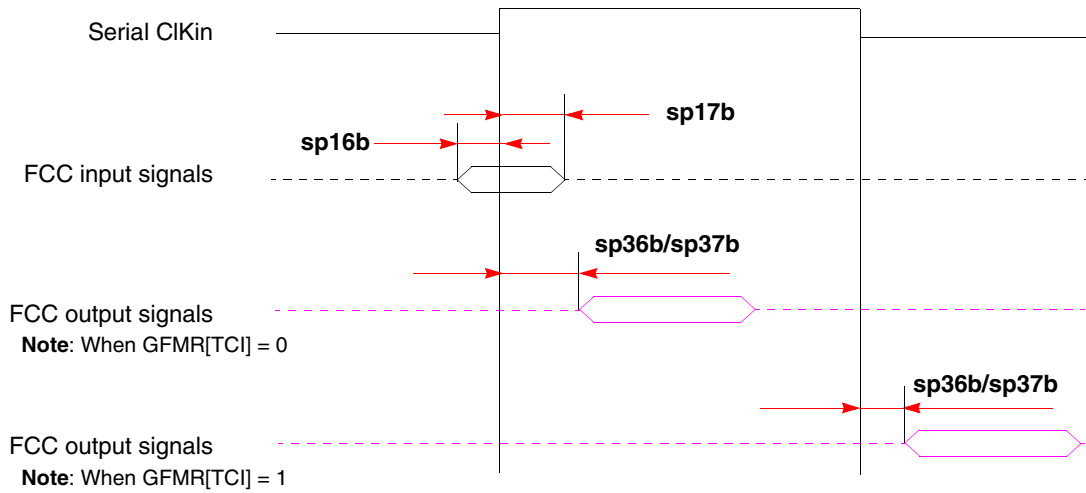 Serial ClKin
sp17b
sp16b
FCC input signals
sp36b/sp37b
FCC output signals
Note: When GFMR[TCI] = 0
sp36b/sp37b
FCC output signals
Note: When GFMR[TCI] = 1